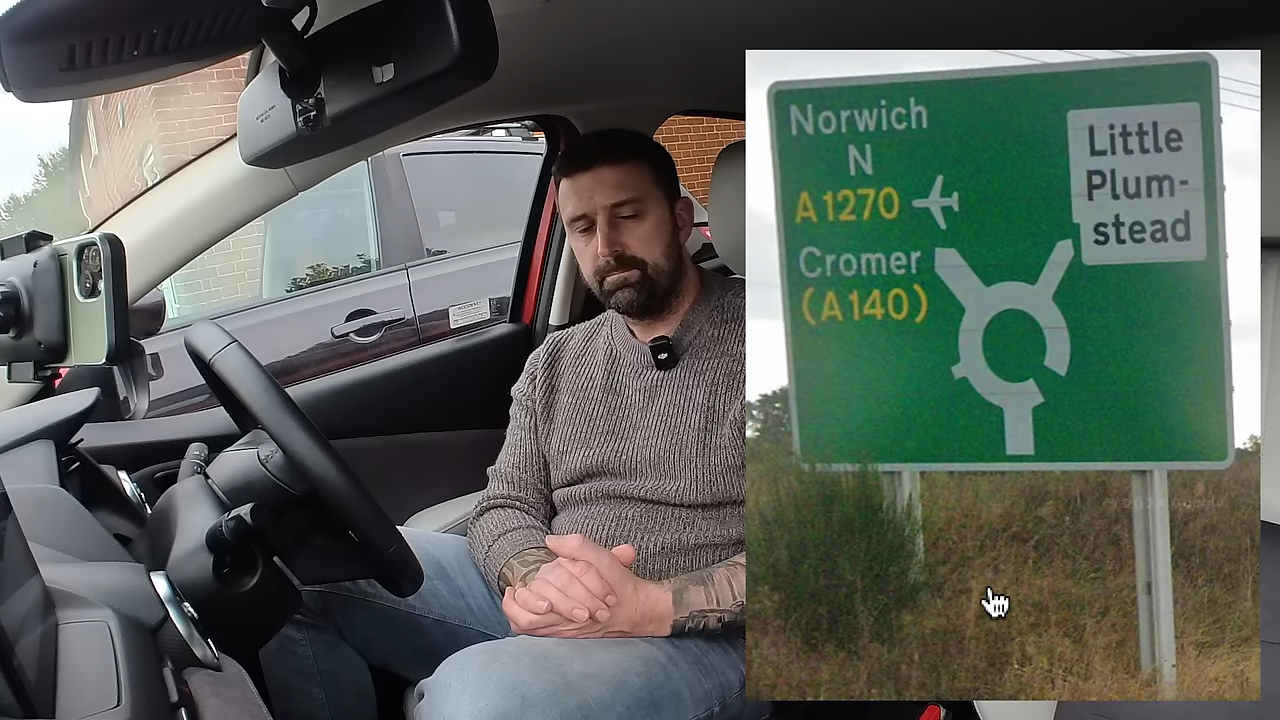 Norwich
N
A1270
Cromer
(A140)
Little
Plum-
stead